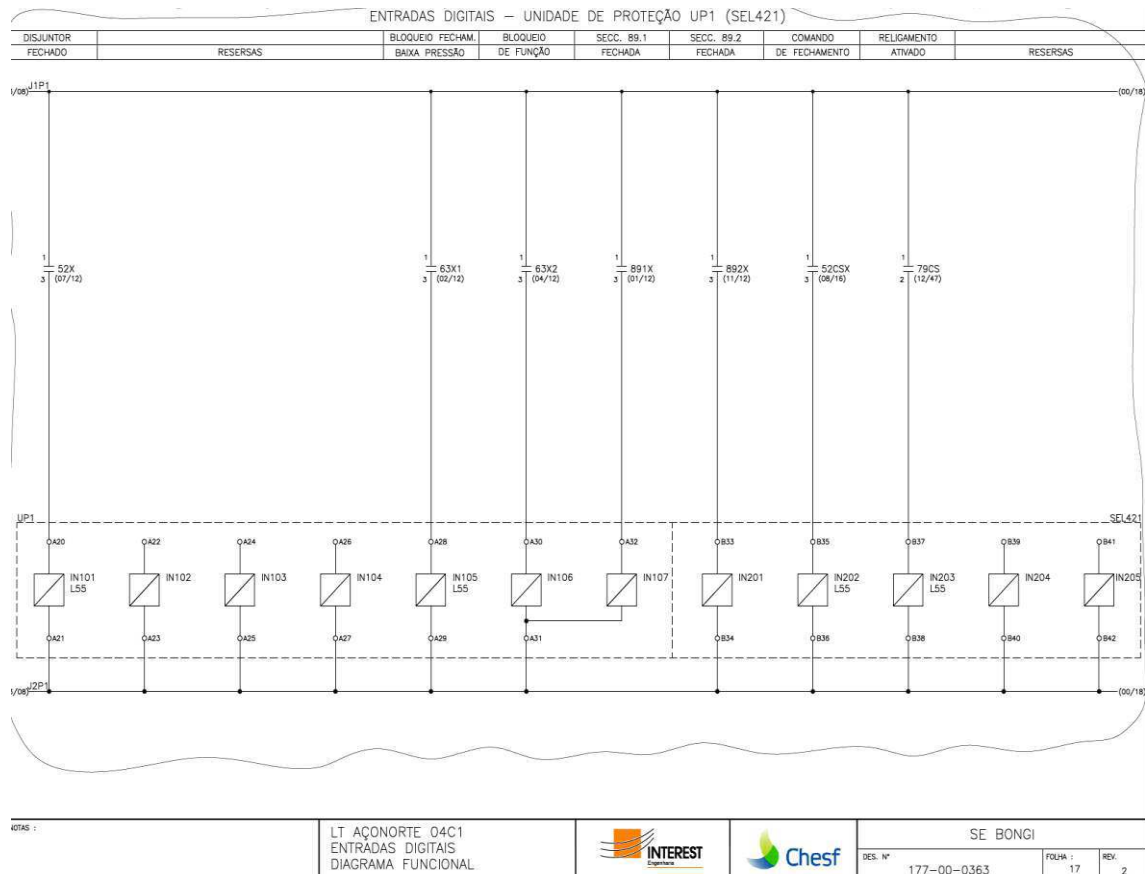 ENTRADAS DIGITAIS – UNIDADE DE PROTEÇÃO UP1 (SEL421)
DISJUNTOR FECHADO
RESERSAS
BLOQUEIO FECHAM. BAIXA PRESSÃO
BLOQUEIO DE FUNÇÃO
SECC. 89.1 FECHADA
SECC. 89.2 FECHADA
COMANDO DE FECHAMENTO
RELIGAMENTO ATIVADO
RESERSAS
/08) J1P1 (00/18)
1 52X 3 (07/12)
1 63X1 3 (02/12)
1 63X2 3 (04/12)
1 891X 3 (01/12)
1 892X 3 (11/12)
1 52CSX 3 (08/16)
1 79CS 2 (12/47)
UP1 SEL421
A20 A22 A24 A26 A28 A30 A32 B33 B35 B37 B39 B41
IN101 L55
IN102
IN103
IN104
IN105 L55
IN106
IN107
IN201
IN202 L55
IN203 L55
IN204
IN205
A21 A23 A25 A27 A29 A31 B34 B36 B38 B40 B42
/08) J2P1 (00/18)
NOTAS :
LT AÇONORTE 04C1
ENTRADAS DIGITAIS
DIAGRAMA FUNCIONAL
INTEREST
Engenharia
Chesf
SE BONGI
DES. Nº 177-00-0363
FOLHA : 17
REV. 2